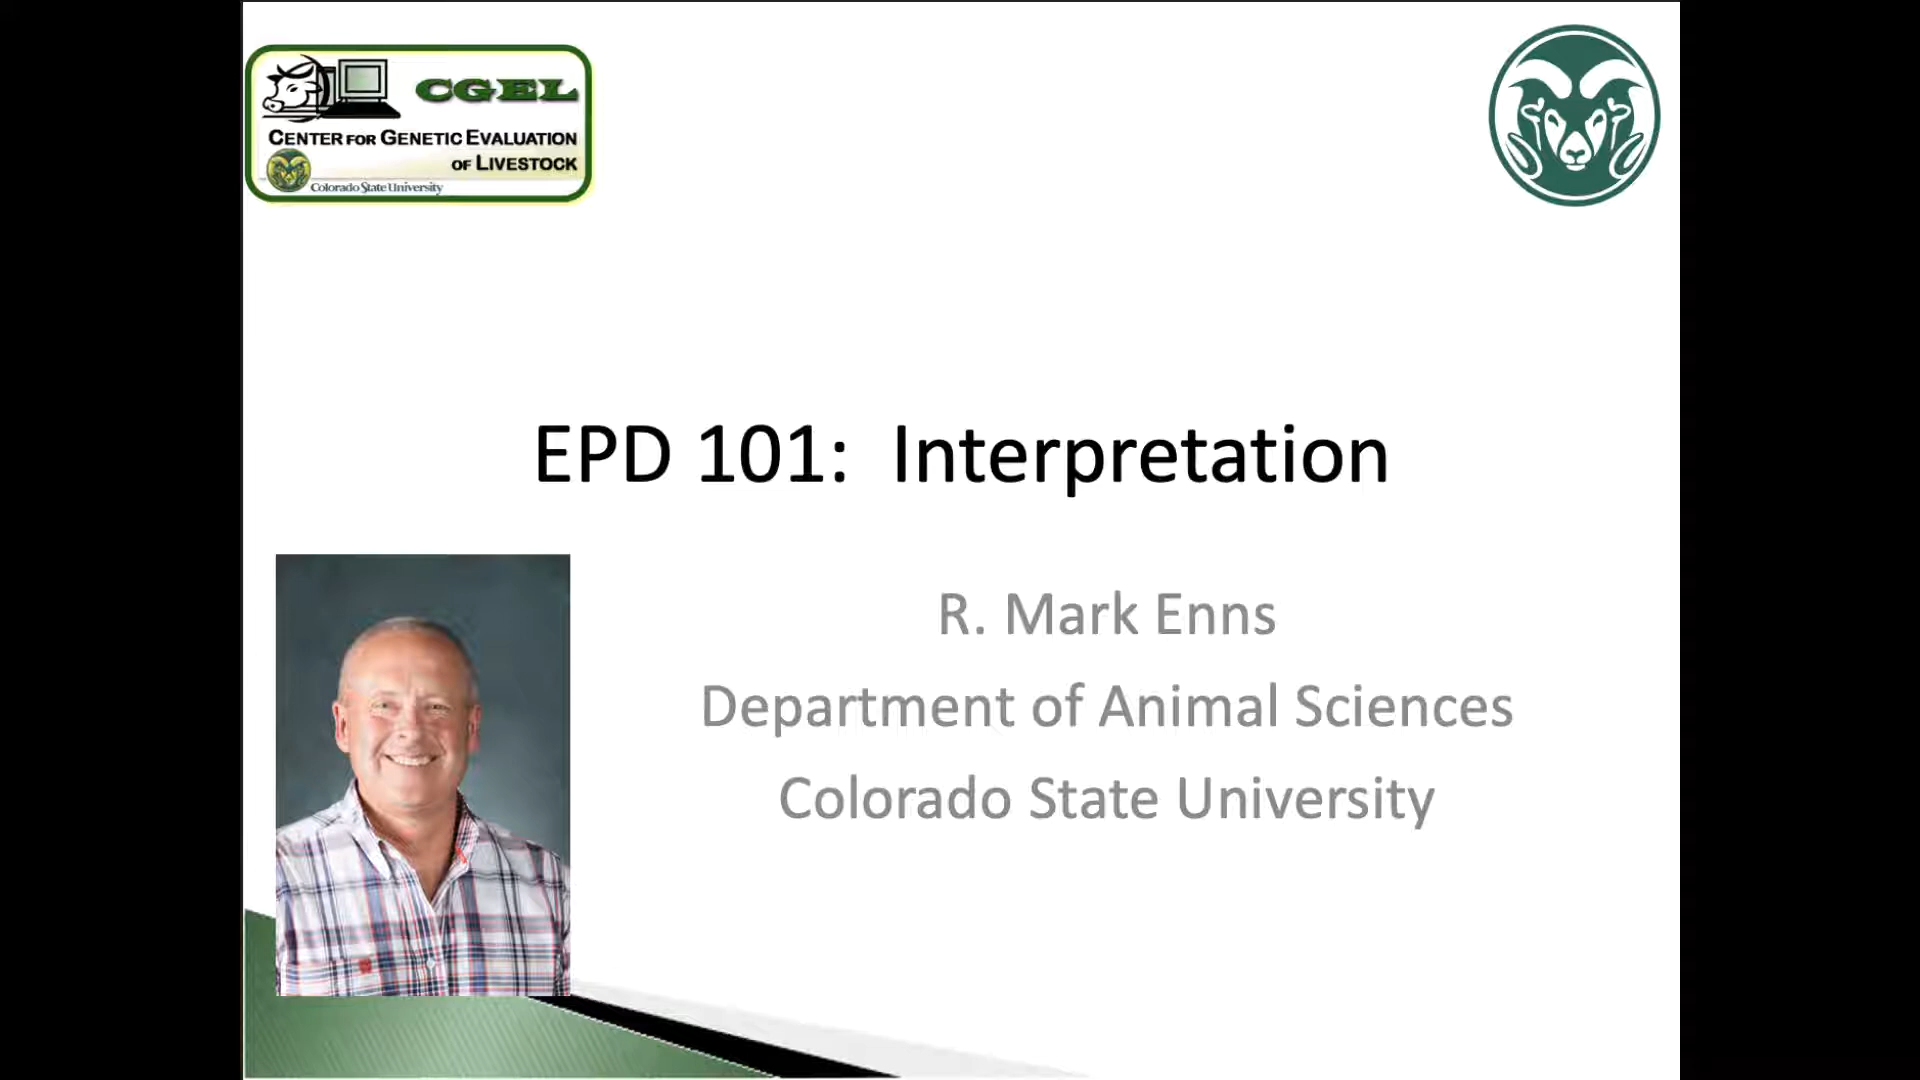 CGEL
CENTER FOR GENETIC EVALUATION
OF LIVESTOCK
Colorado State University
EPD 101:  Interpretation
R. Mark Enns
Department of Animal Sciences
Colorado State University